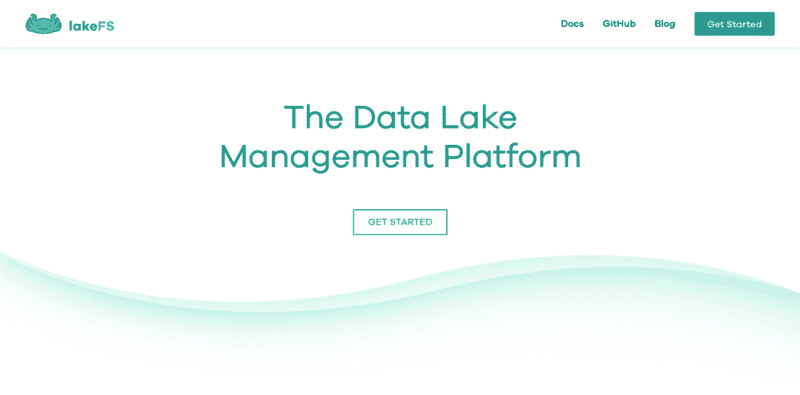 lakeFS
Docs GitHub Blog Get Started
The Data Lake
Management Platform
GET STARTED